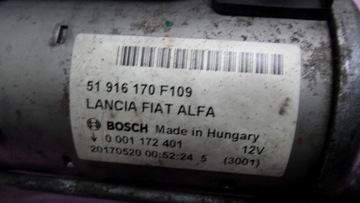 51 916 170 F109
LANCIA FIAT ALFA
BOSCH Made in Hungary
0 001 172 401 12V
20170520 00:52:24 5 (3001)